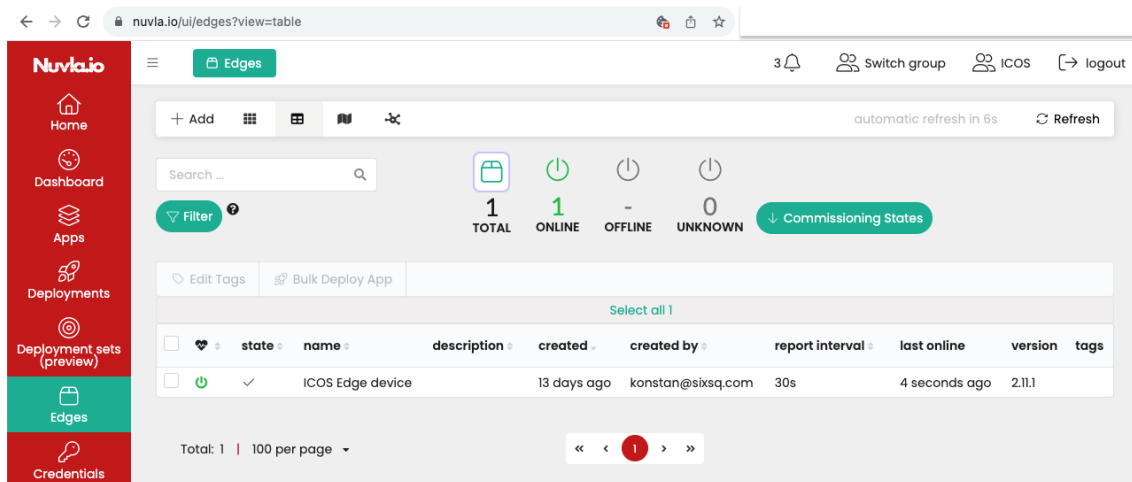 nuvla.io/ui/edges?view=table
Nuvla.io
Edges
3
Switch group
ICOS
logout
Home
Dashboard
Apps
Deployments
Deployment sets
(preview)
Edges
Credentials
Add
automatic refresh in 6s
Refresh
Search ...
Filter
?
1
TOTAL
1
ONLINE
-
OFFLINE
0
UNKNOWN
↓ Commissioning States
Edit Tags
Bulk Deploy App
Select all 1
state name description created created by report interval last online version tags
ICOS Edge device 13 days ago konstan@sixsq.com 30s 4 seconds ago 2.11.1
Total: 1 | 100 per page
« ‹ 1 › »